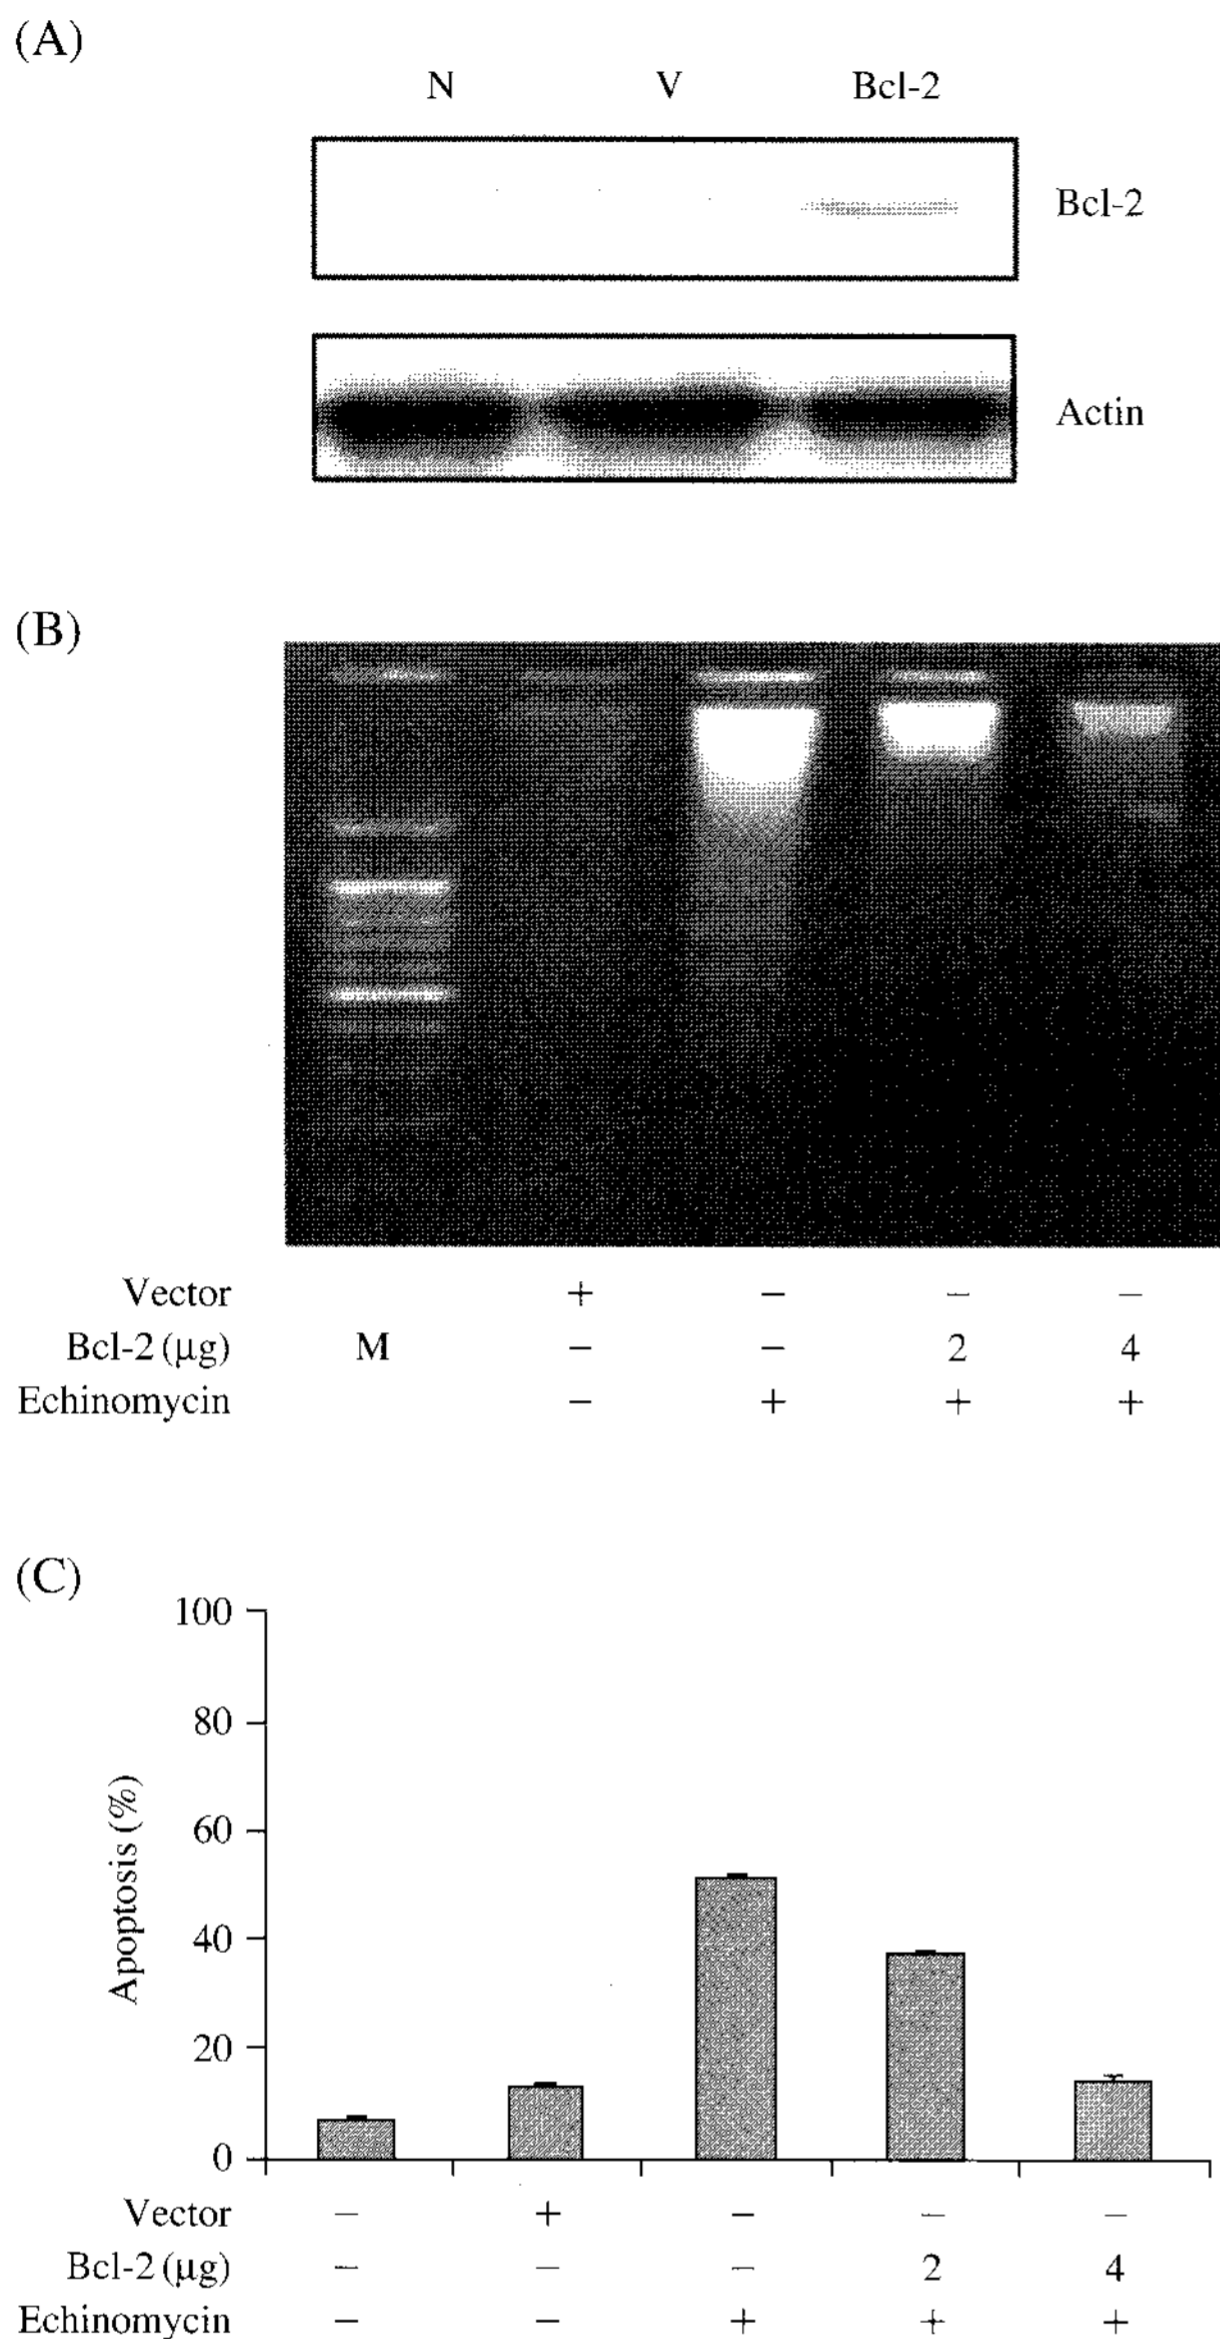 (A)
N V Bcl-2
Bcl-2
Actin
(B)
Vector + − − −
Bcl-2 (μg) M − − 2 4
Echinomycin − + + +
(C)
100
80
60
40
20
0
Apoptosis (%)
Vector − + − − −
Bcl-2 (μg) − − − 2 4
Echinomycin − − + + +